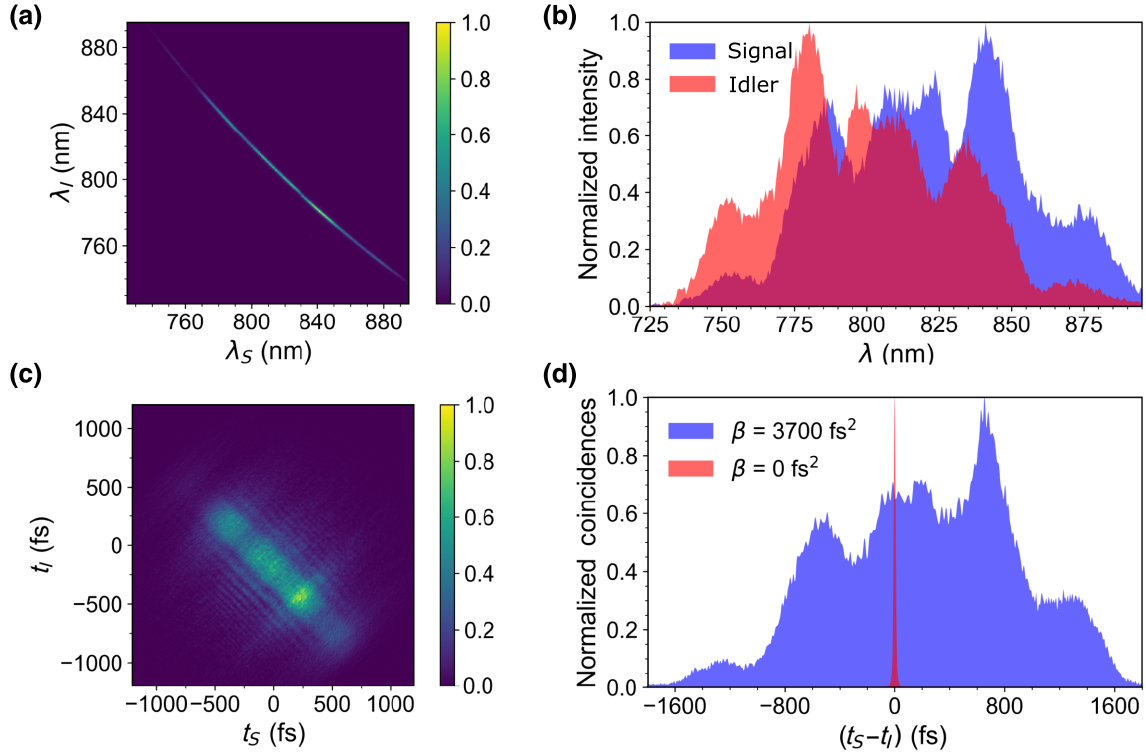 (a)
880
840
800
760
λI (nm)
760 800 840 880
λS (nm)
1.0
0.8
0.6
0.4
0.2
0.0
(b)
Signal
Idler
1.0
0.8
0.6
0.4
0.2
0.0
Normalized intensity
725 750 775 800 825 850 875
λ (nm)
(c)
1000
500
0
−500
−1000
tI (fs)
−1000 −500 0 500 1000
tS (fs)
1.0
0.8
0.6
0.4
0.2
0.0
(d)
β = 3700 fs²
β = 0 fs²
1.0
0.8
0.6
0.4
0.2
0.0
Normalized coincidences
−1600 −800 0 800 1600
(tS−tI) (fs)